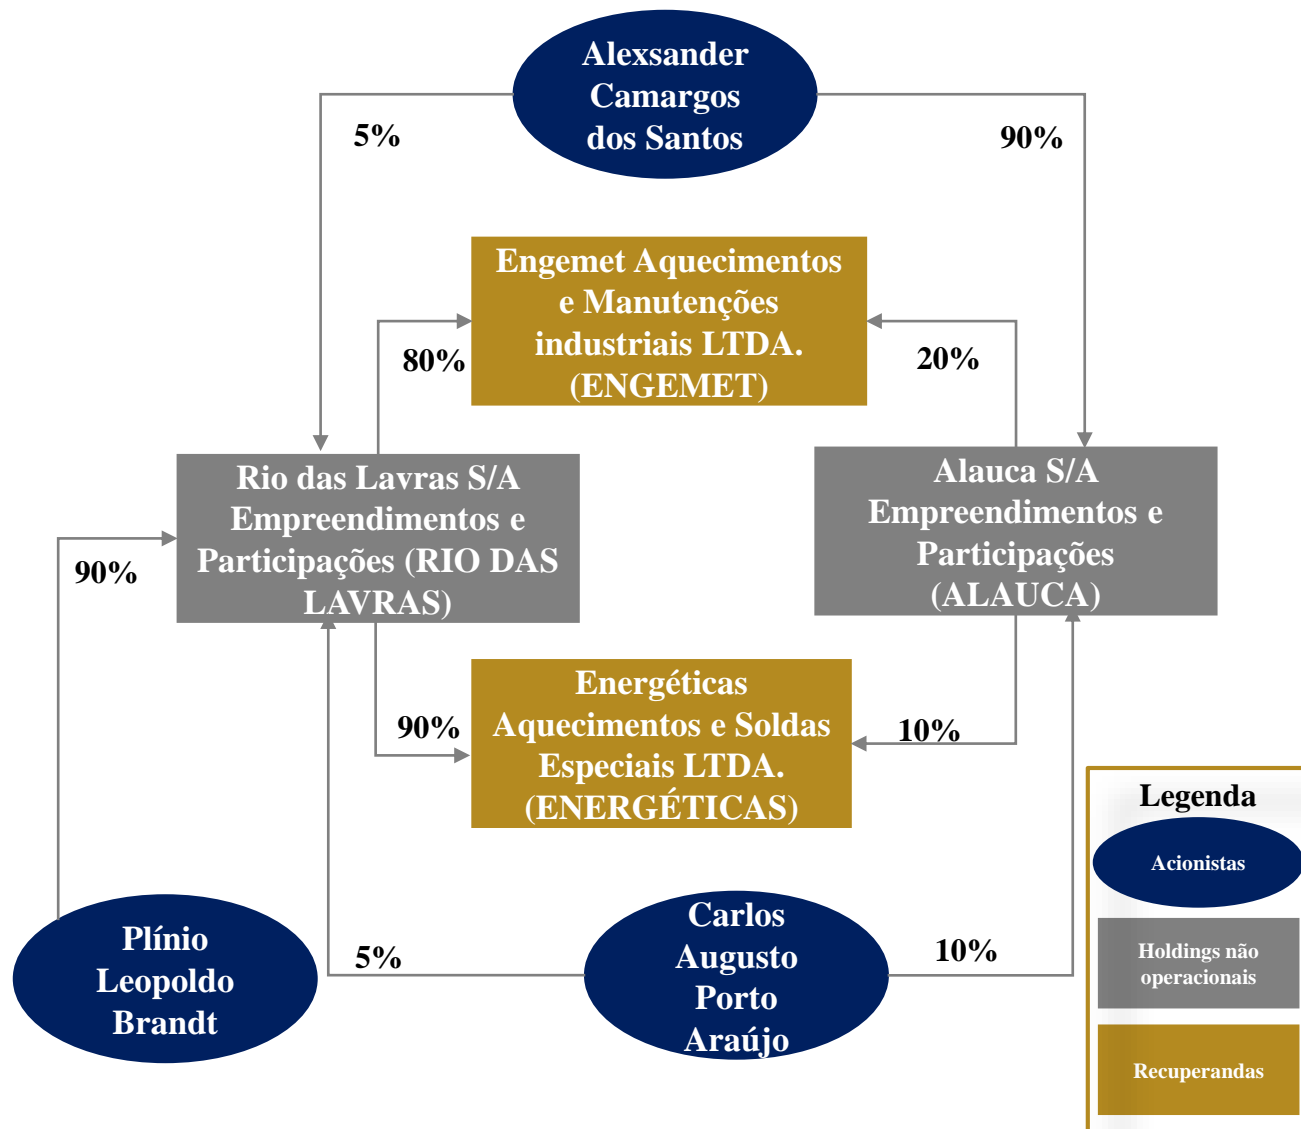 Alexsander
Camargos
dos Santos
5%
90%
Engemet Aquecimentos
e Manutenções
industriais LTDA.
(ENGEMET)
80%
20%
Rio das Lavras S/A
Empreendimentos e
Participações (RIO DAS
LAVRAS)
Alauca S/A
Empreendimentos e
Participações
(ALAUCA)
90%
Energéticas
Aquecimentos e Soldas
Especiais LTDA.
(ENERGÉTICAS)
90%
10%
Plínio
Leopoldo
Brandt
5%
Carlos
Augusto
Porto
Araújo
10%
Legenda
Acionistas
Holdings não
operacionais
Recuperandas